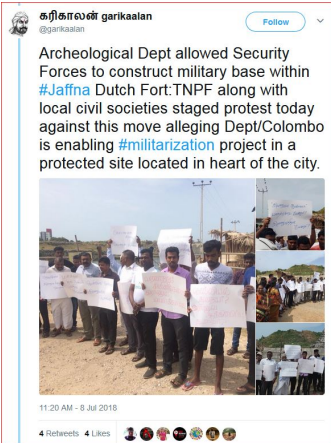 கரிகாலன் garikaalan
@garikaalan
Follow
Archeological Dept allowed Security
Forces to construct military base within
#Jaffna Dutch Fort:TNPF along with
local civil societies staged protest today
against this move alleging Dept/Colombo
is enabling #militarization project in a
protected site located in heart of the city.
11:20 AM - 8 Jul 2018
4 Retweets 4 Likes